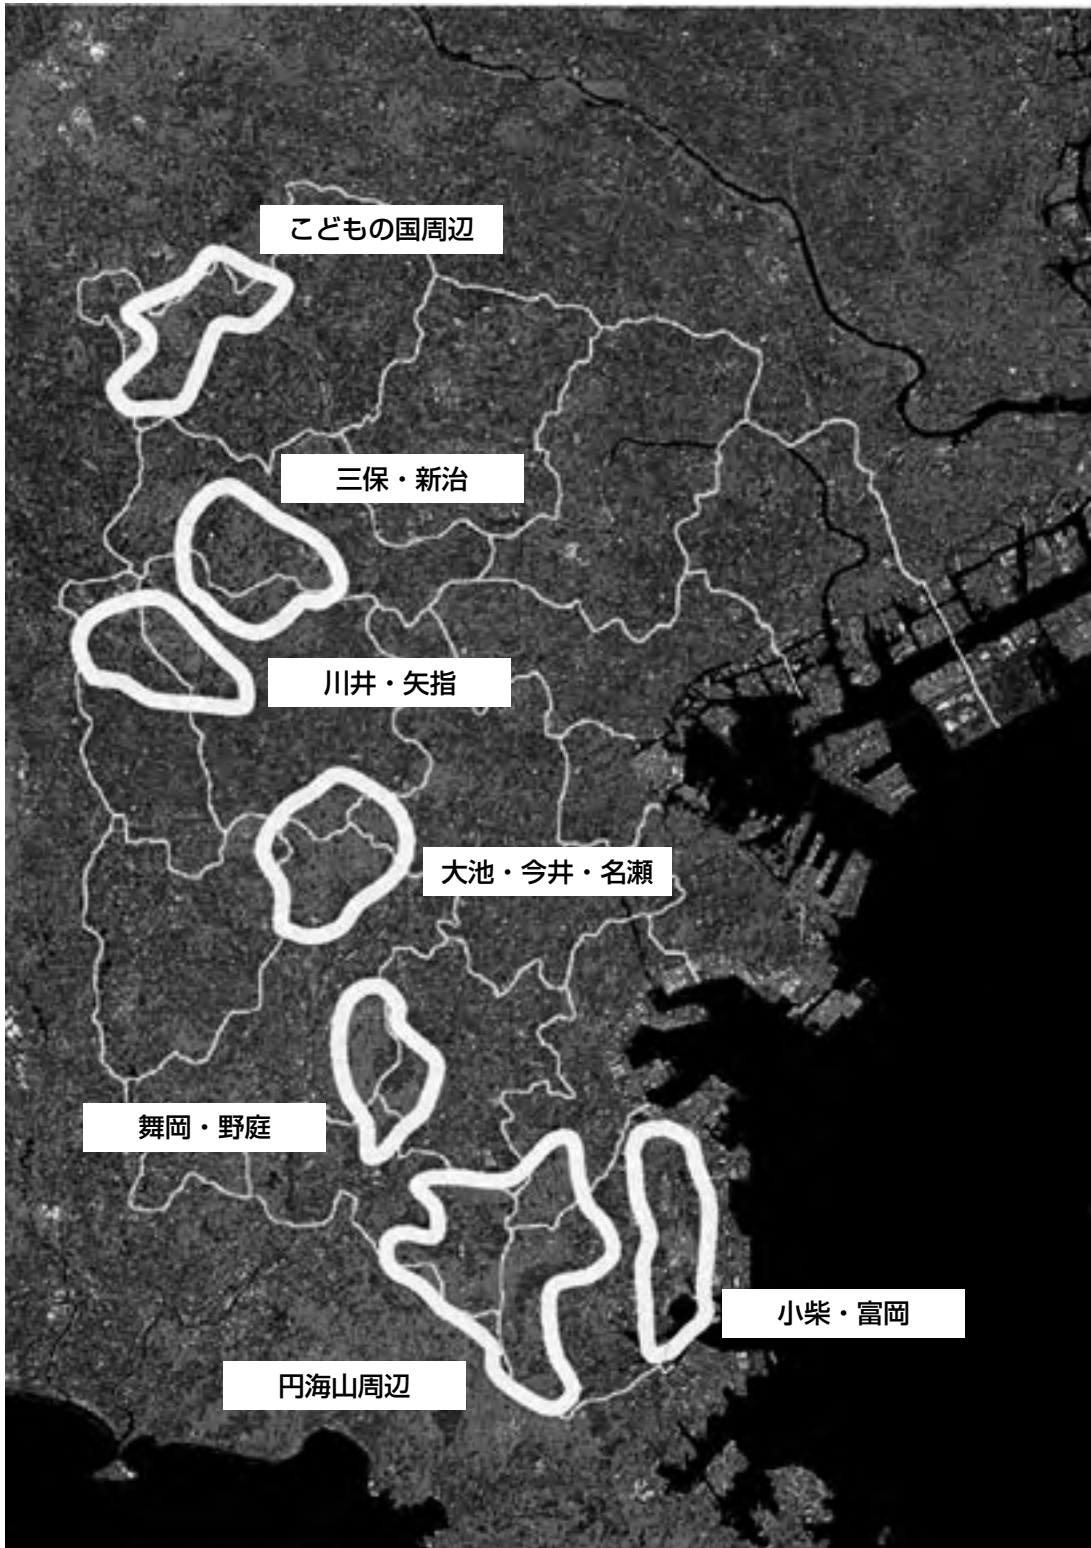 こどもの国周辺
三保・新治
川井・矢指
大池・今井・名瀬
舞岡・野庭
小柴・富岡
円海山周辺